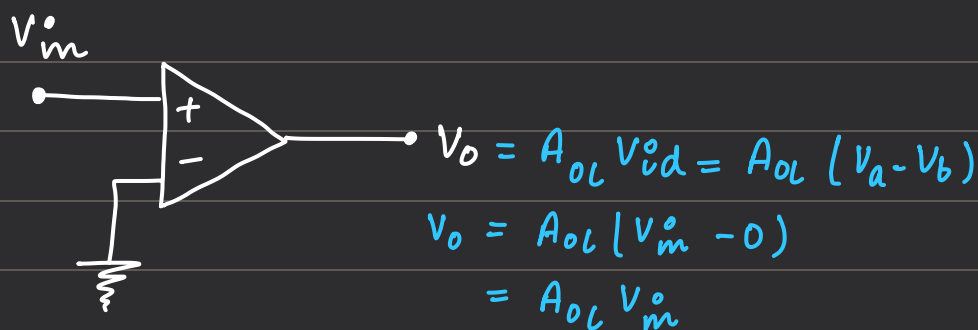 Vin
+
-
Vo = AOL Vid = AOL (Va - Vb)
Vo = AOL (Vin - 0)
= AOL Vin